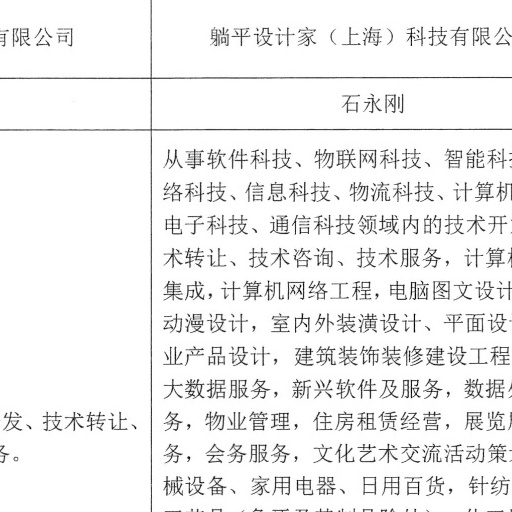 有限公司
躺平设计家（上海）科技有限公
石永刚
从事软件科技、物联网科技、智能科
络科技、信息科技、物流科技、计算机
电子科技、通信科技领域内的技术开
术转让、技术咨询、技术服务，计算
集成，计算机网络工程，电脑图文设计
动漫设计，室内外装潢设计、平面设
业产品设计，建筑装饰装修建设工程
大数据服务，新兴软件及服务，数据
发、技术转让、
务，物业管理，住房租赁经营，展览
务。
务，会务服务，文化艺术交流活动策
械设备、家用电器、日用百货，针纺